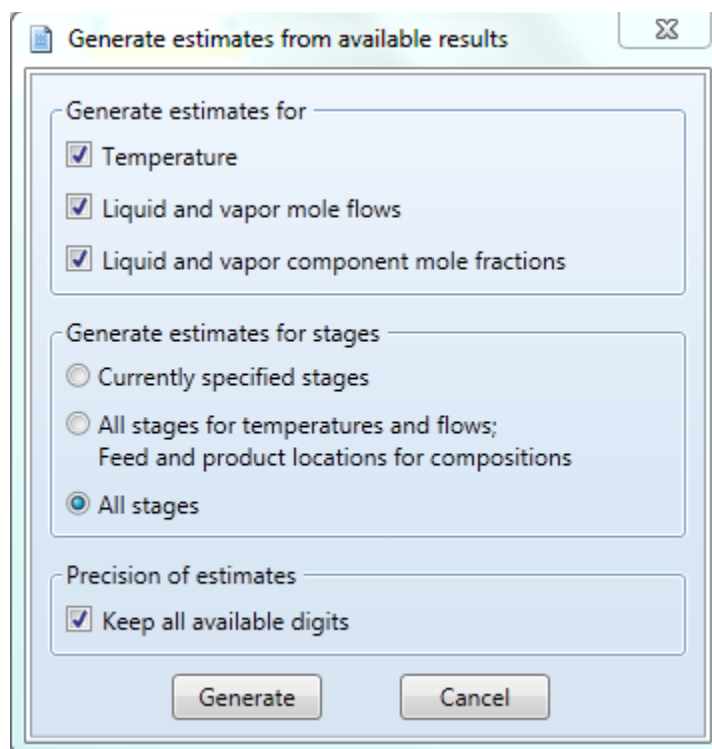 Generate estimates from available results
Generate estimates for
Temperature
Liquid and vapor mole flows
Liquid and vapor component mole fractions
Generate estimates for stages
Currently specified stages
All stages for temperatures and flows;
Feed and product locations for compositions
All stages
Precision of estimates
Keep all available digits
Generate
Cancel